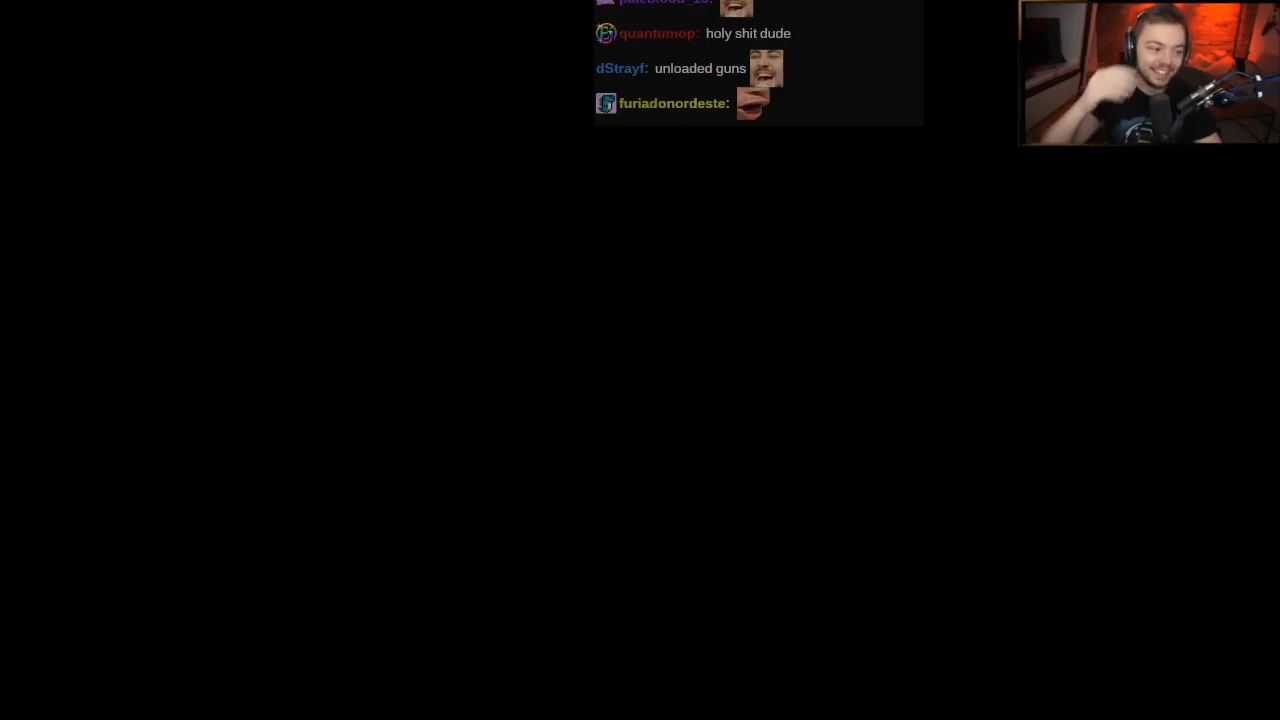 quantumop: holy shit dude
dStrayf: unloaded guns
furiadonordeste: